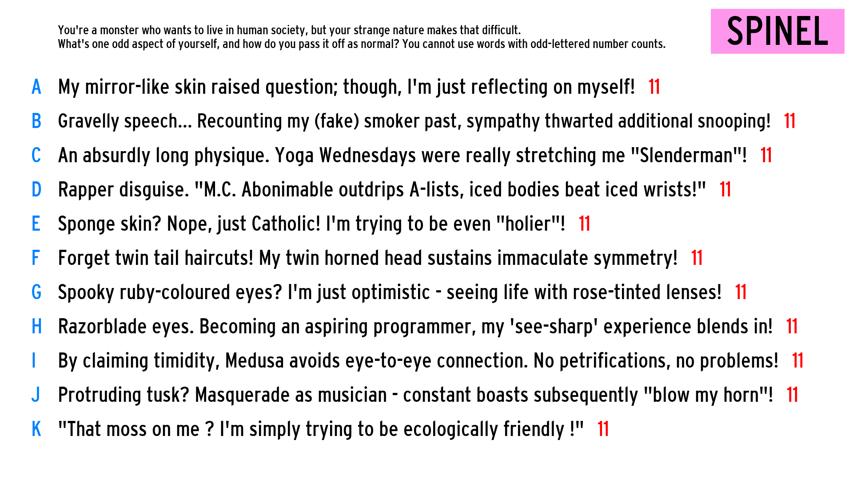 You're a monster who wants to live in human society, but your strange nature makes that difficult.
What's one odd aspect of yourself, and how do you pass it off as normal? You cannot use words with odd-lettered number counts.
SPINEL
A My mirror-like skin raised question; though, I'm just reflecting on myself! 11
B Gravelly speech... Recounting my (fake) smoker past, sympathy thwarted additional snooping! 11
C An absurdly long physique. Yoga Wednesdays were really stretching me "Slenderman"! 11
D Rapper disguise. "M.C. Abonimable outdrips A-lists, iced bodies beat iced wrists!" 11
E Sponge skin? Nope, just Catholic! I'm trying to be even "holier"! 11
F Forget twin tail haircuts! My twin horned head sustains immaculate symmetry! 11
G Spooky ruby-coloured eyes? I'm just optimistic - seeing life with rose-tinted lenses! 11
H Razorblade eyes. Becoming an aspiring programmer, my 'see-sharp' experience blends in! 11
I By claiming timidity, Medusa avoids eye-to-eye connection. No petrifications, no problems! 11
J Protruding tusk? Masquerade as musician - constant boasts subsequently "blow my horn"! 11
K "That moss on me ? I'm simply trying to be ecologically friendly !" 11